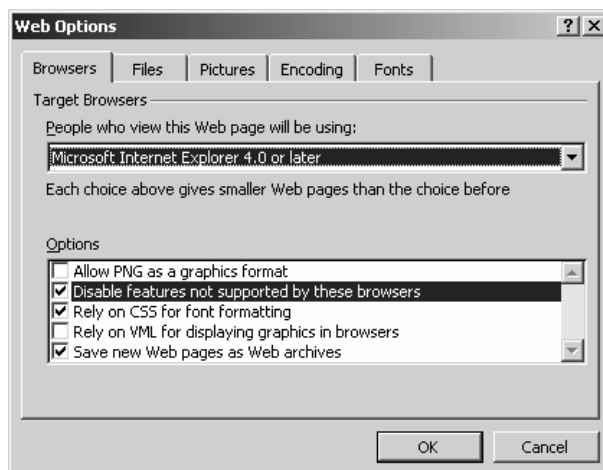 Web Options
Browsers Files Pictures Encoding Fonts
Target Browsers
People who view this Web page will be using:
Microsoft Internet Explorer 4.0 or later
Each choice above gives smaller Web pages than the choice before
Options
Allow PNG as a graphics format
Disable features not supported by these browsers
Rely on CSS for font formatting
Rely on VML for displaying graphics in browsers
Save new Web pages as Web archives
OK Cancel